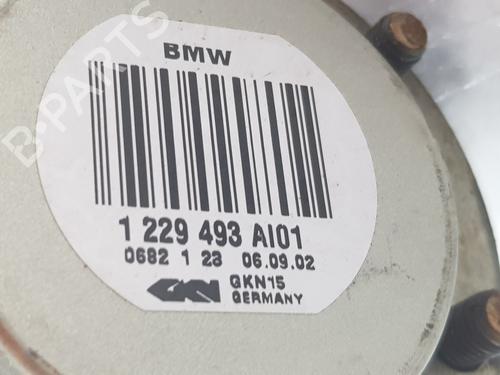 BMW
B-PARTS
1 229 493 AI01
0682 1 23 06.09.02
GKN GKN15
GERMANY